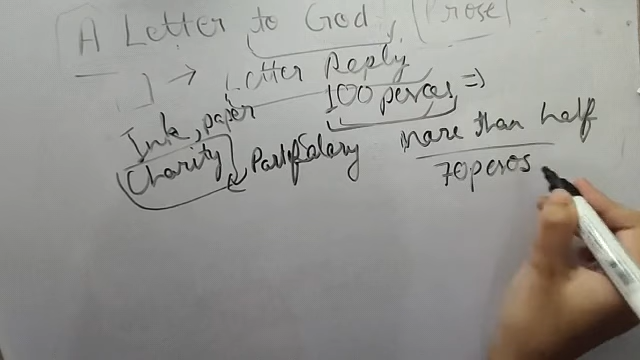 A Letter to God (Prose)
] → Letter Reply
Ink, paper 100 pesos ⇒
Charity Part of Salary more than half
70 pesos